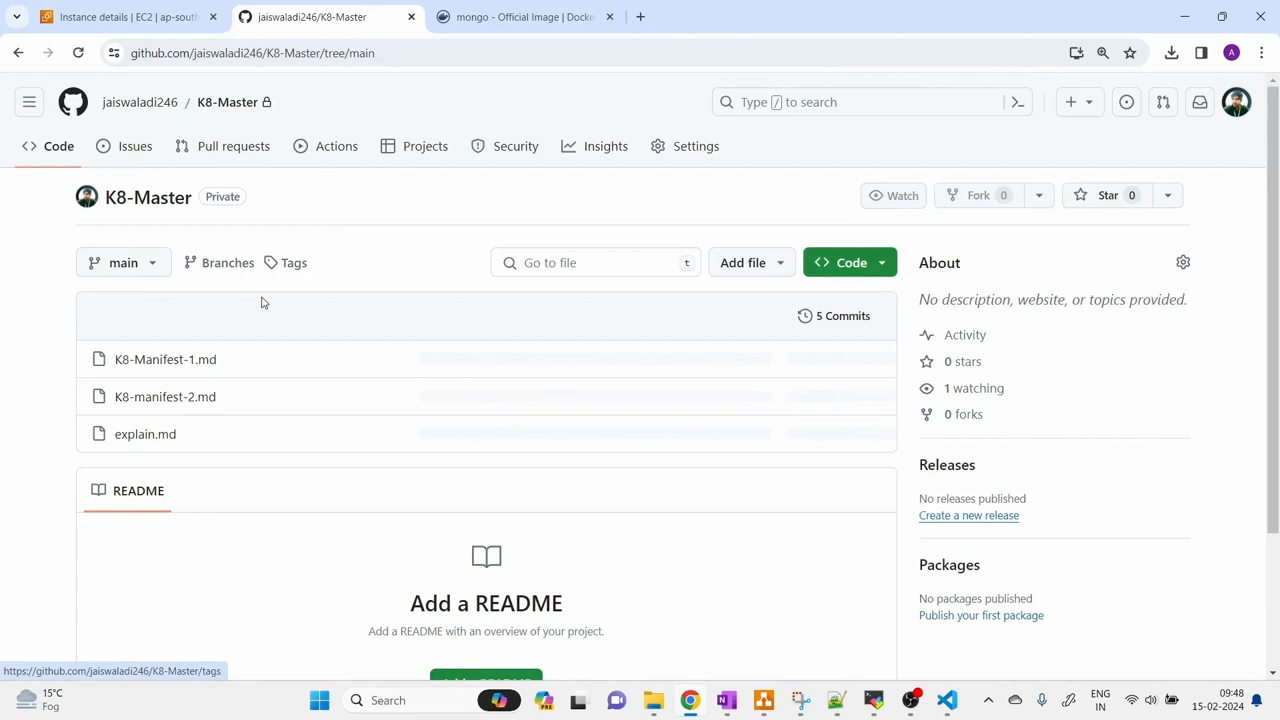 Instance details | EC2 | ap-sout
jaiswaladi246/K8-Master
mongo - Official Image | Docke
github.com/jaiswaladi246/K8-Master/tree/main
A
jaiswaladi246 / K8-Master
Type / to search
Code
Issues
Pull requests
Actions
Projects
Security
Insights
Settings
K8-Master
Private
Watch
Fork 0
Star 0
main
Branches
Tags
Go to file
t
Add file
Code
5 Commits
K8-Manifest-1.md
K8-manifest-2.md
explain.md
README
Add a README
Add a README with an overview of your project.
About
No description, website, or topics provided.
Activity
0 stars
1 watching
0 forks
Releases
No releases published
Create a new release
Packages
No packages published
Publish your first package
https://github.com/jaiswaladi246/K8-Master/tags
15°C
Fog
Search
ENG
IN
09:48
15-02-2024